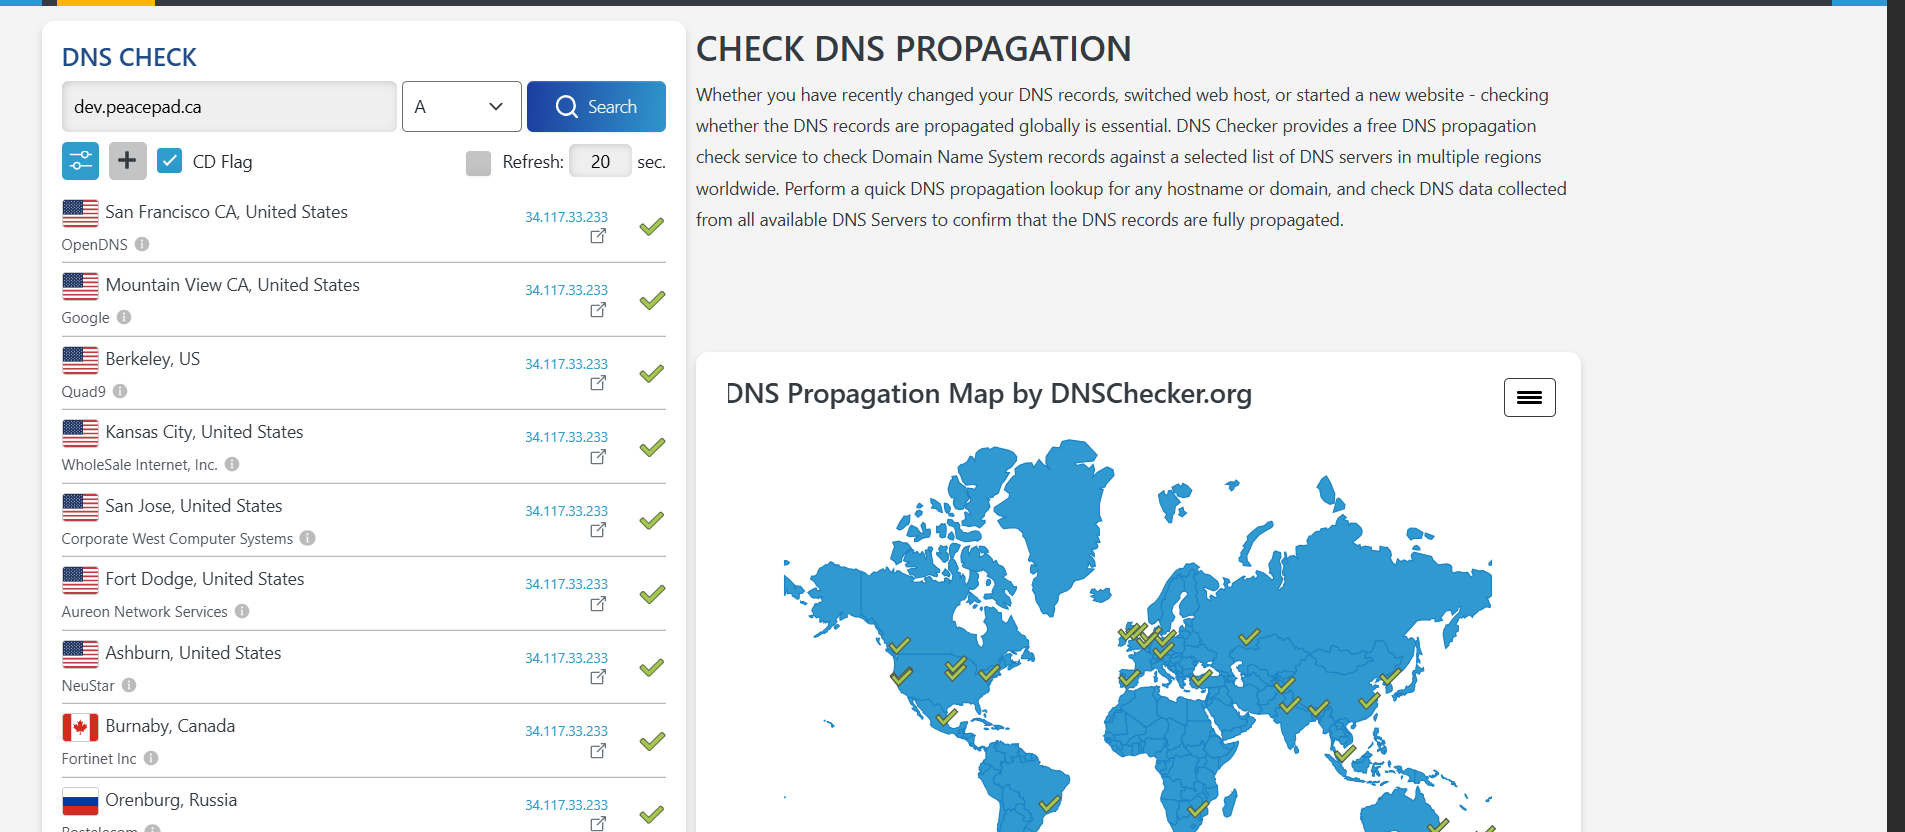 DNS CHECK
dev.peacepad.ca
A
Search
CD Flag
Refresh: 20 sec.
San Francisco CA, United States
34.117.33.233
OpenDNS
Mountain View CA, United States
34.117.33.233
Google
Berkeley, US
34.117.33.233
Quad9
Kansas City, United States
34.117.33.233
WholeSale Internet, Inc.
San Jose, United States
34.117.33.233
Corporate West Computer Systems
Fort Dodge, United States
34.117.33.233
Aureon Network Services
Ashburn, United States
34.117.33.233
NeuStar
Burnaby, Canada
34.117.33.233
Fortinet Inc
Orenburg, Russia
34.117.33.233
Rostelecom
CHECK DNS PROPAGATION
Whether you have recently changed your DNS records, switched web host, or started a new website - checking
whether the DNS records are propagated globally is essential. DNS Checker provides a free DNS propagation
check service to check Domain Name System records against a selected list of DNS servers in multiple regions
worldwide. Perform a quick DNS propagation lookup for any hostname or domain, and check DNS data collected
from all available DNS Servers to confirm that the DNS records are fully propagated.
DNS Propagation Map by DNSChecker.org